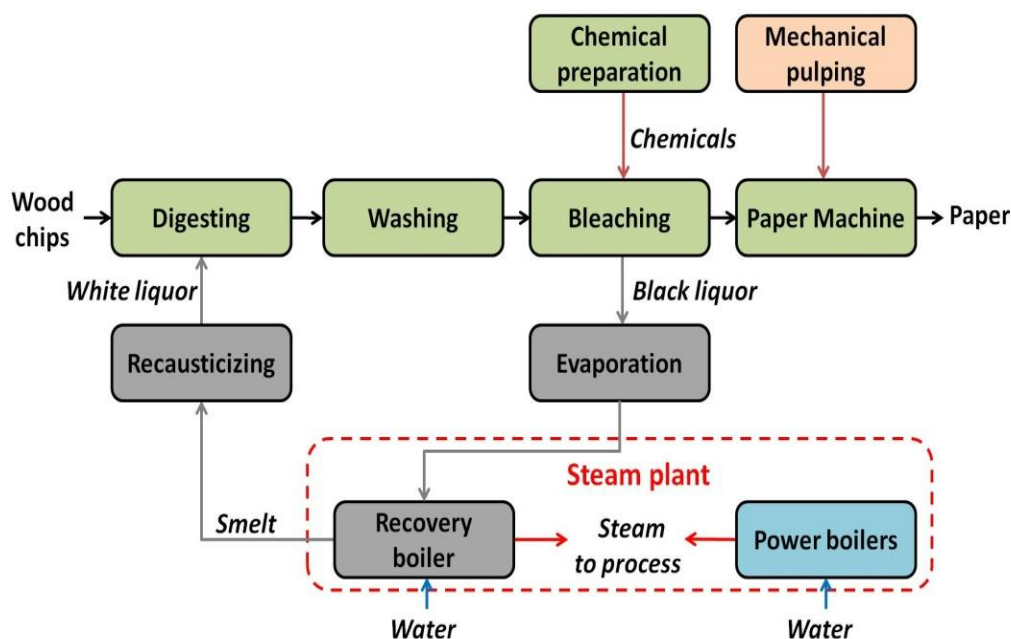 Chemical
preparation
Mechanical
pulping
Chemicals
Wood
chips
Digesting
Washing
Bleaching
Paper Machine
Paper
White liquor
Black liquor
Recausticizing
Evaporation
Steam plant
Smelt
Recovery
boiler
Steam
to process
Power boilers
Water
Water